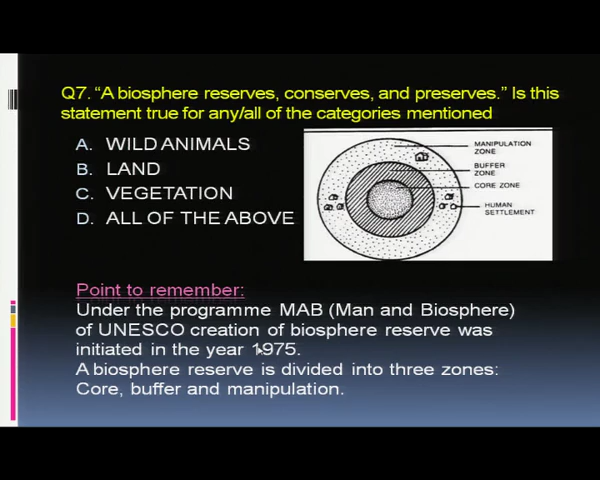 Q7. “A biosphere reserves, conserves, and preserves.” Is this
statement true for any/all of the categories mentioned
A. WILD ANIMALS
B. LAND
C. VEGETATION
D. ALL OF THE ABOVE
MANIPULATION
ZONE
BUFFER
ZONE
CORE ZONE
HUMAN
SETTLEMENT
Point to remember:
Under the programme MAB (Man and Biosphere)
of UNESCO creation of biosphere reserve was
initiated in the year 1975.
A biosphere reserve is divided into three zones:
Core, buffer and manipulation.